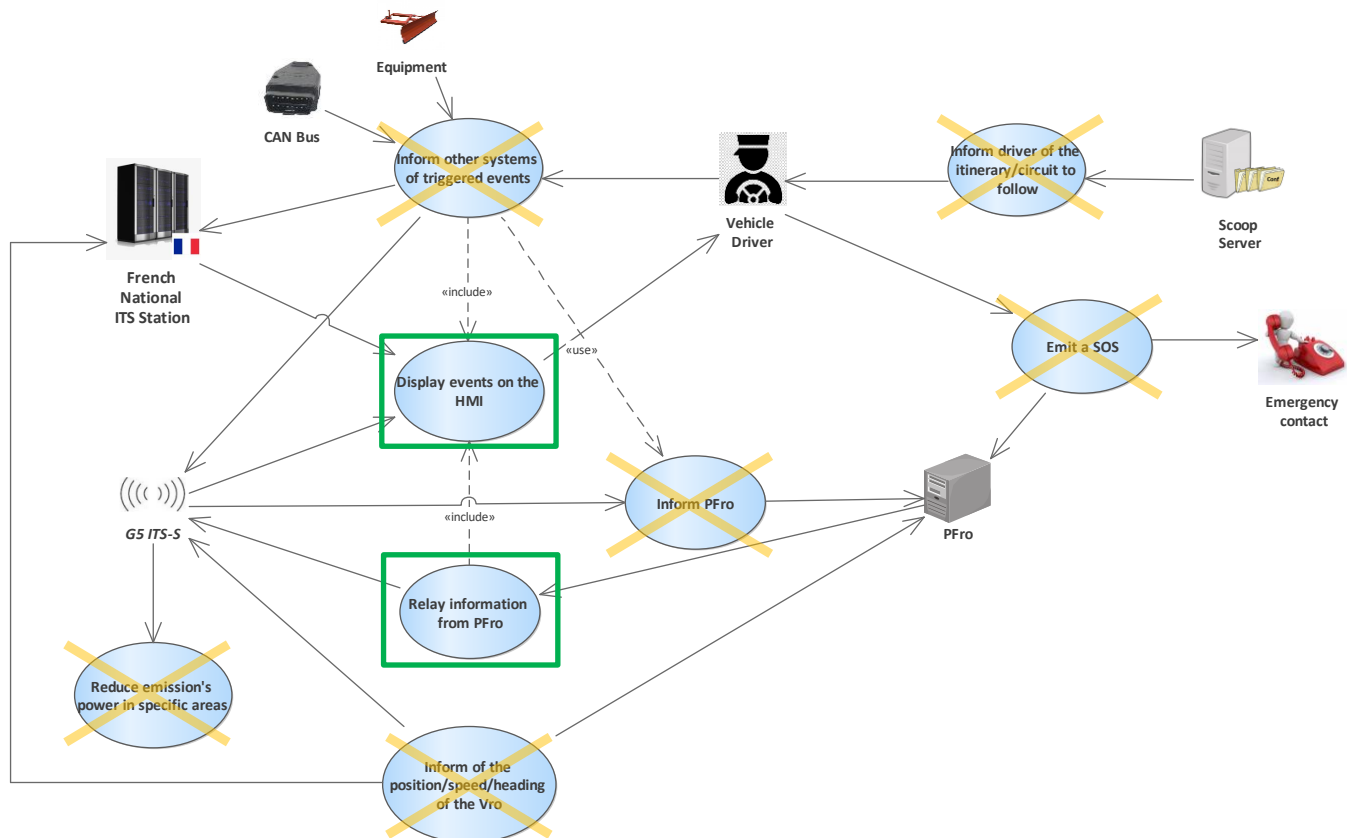 Equipment
CAN Bus
Inform other systems
of triggered events
Inform driver of the
itinerary/circuit to
follow
Conf
Vehicle
Driver
Scoop
Server
French
National
ITS Station
«include»
«use»
Emit a SOS
Display events on the
HMI
Emergency
contact
Inform PFro
«include»
G5 ITS-S
PFro
Relay information
from PFro
Reduce emission's
power in specific areas
Inform of the
position/speed/heading
of the Vro